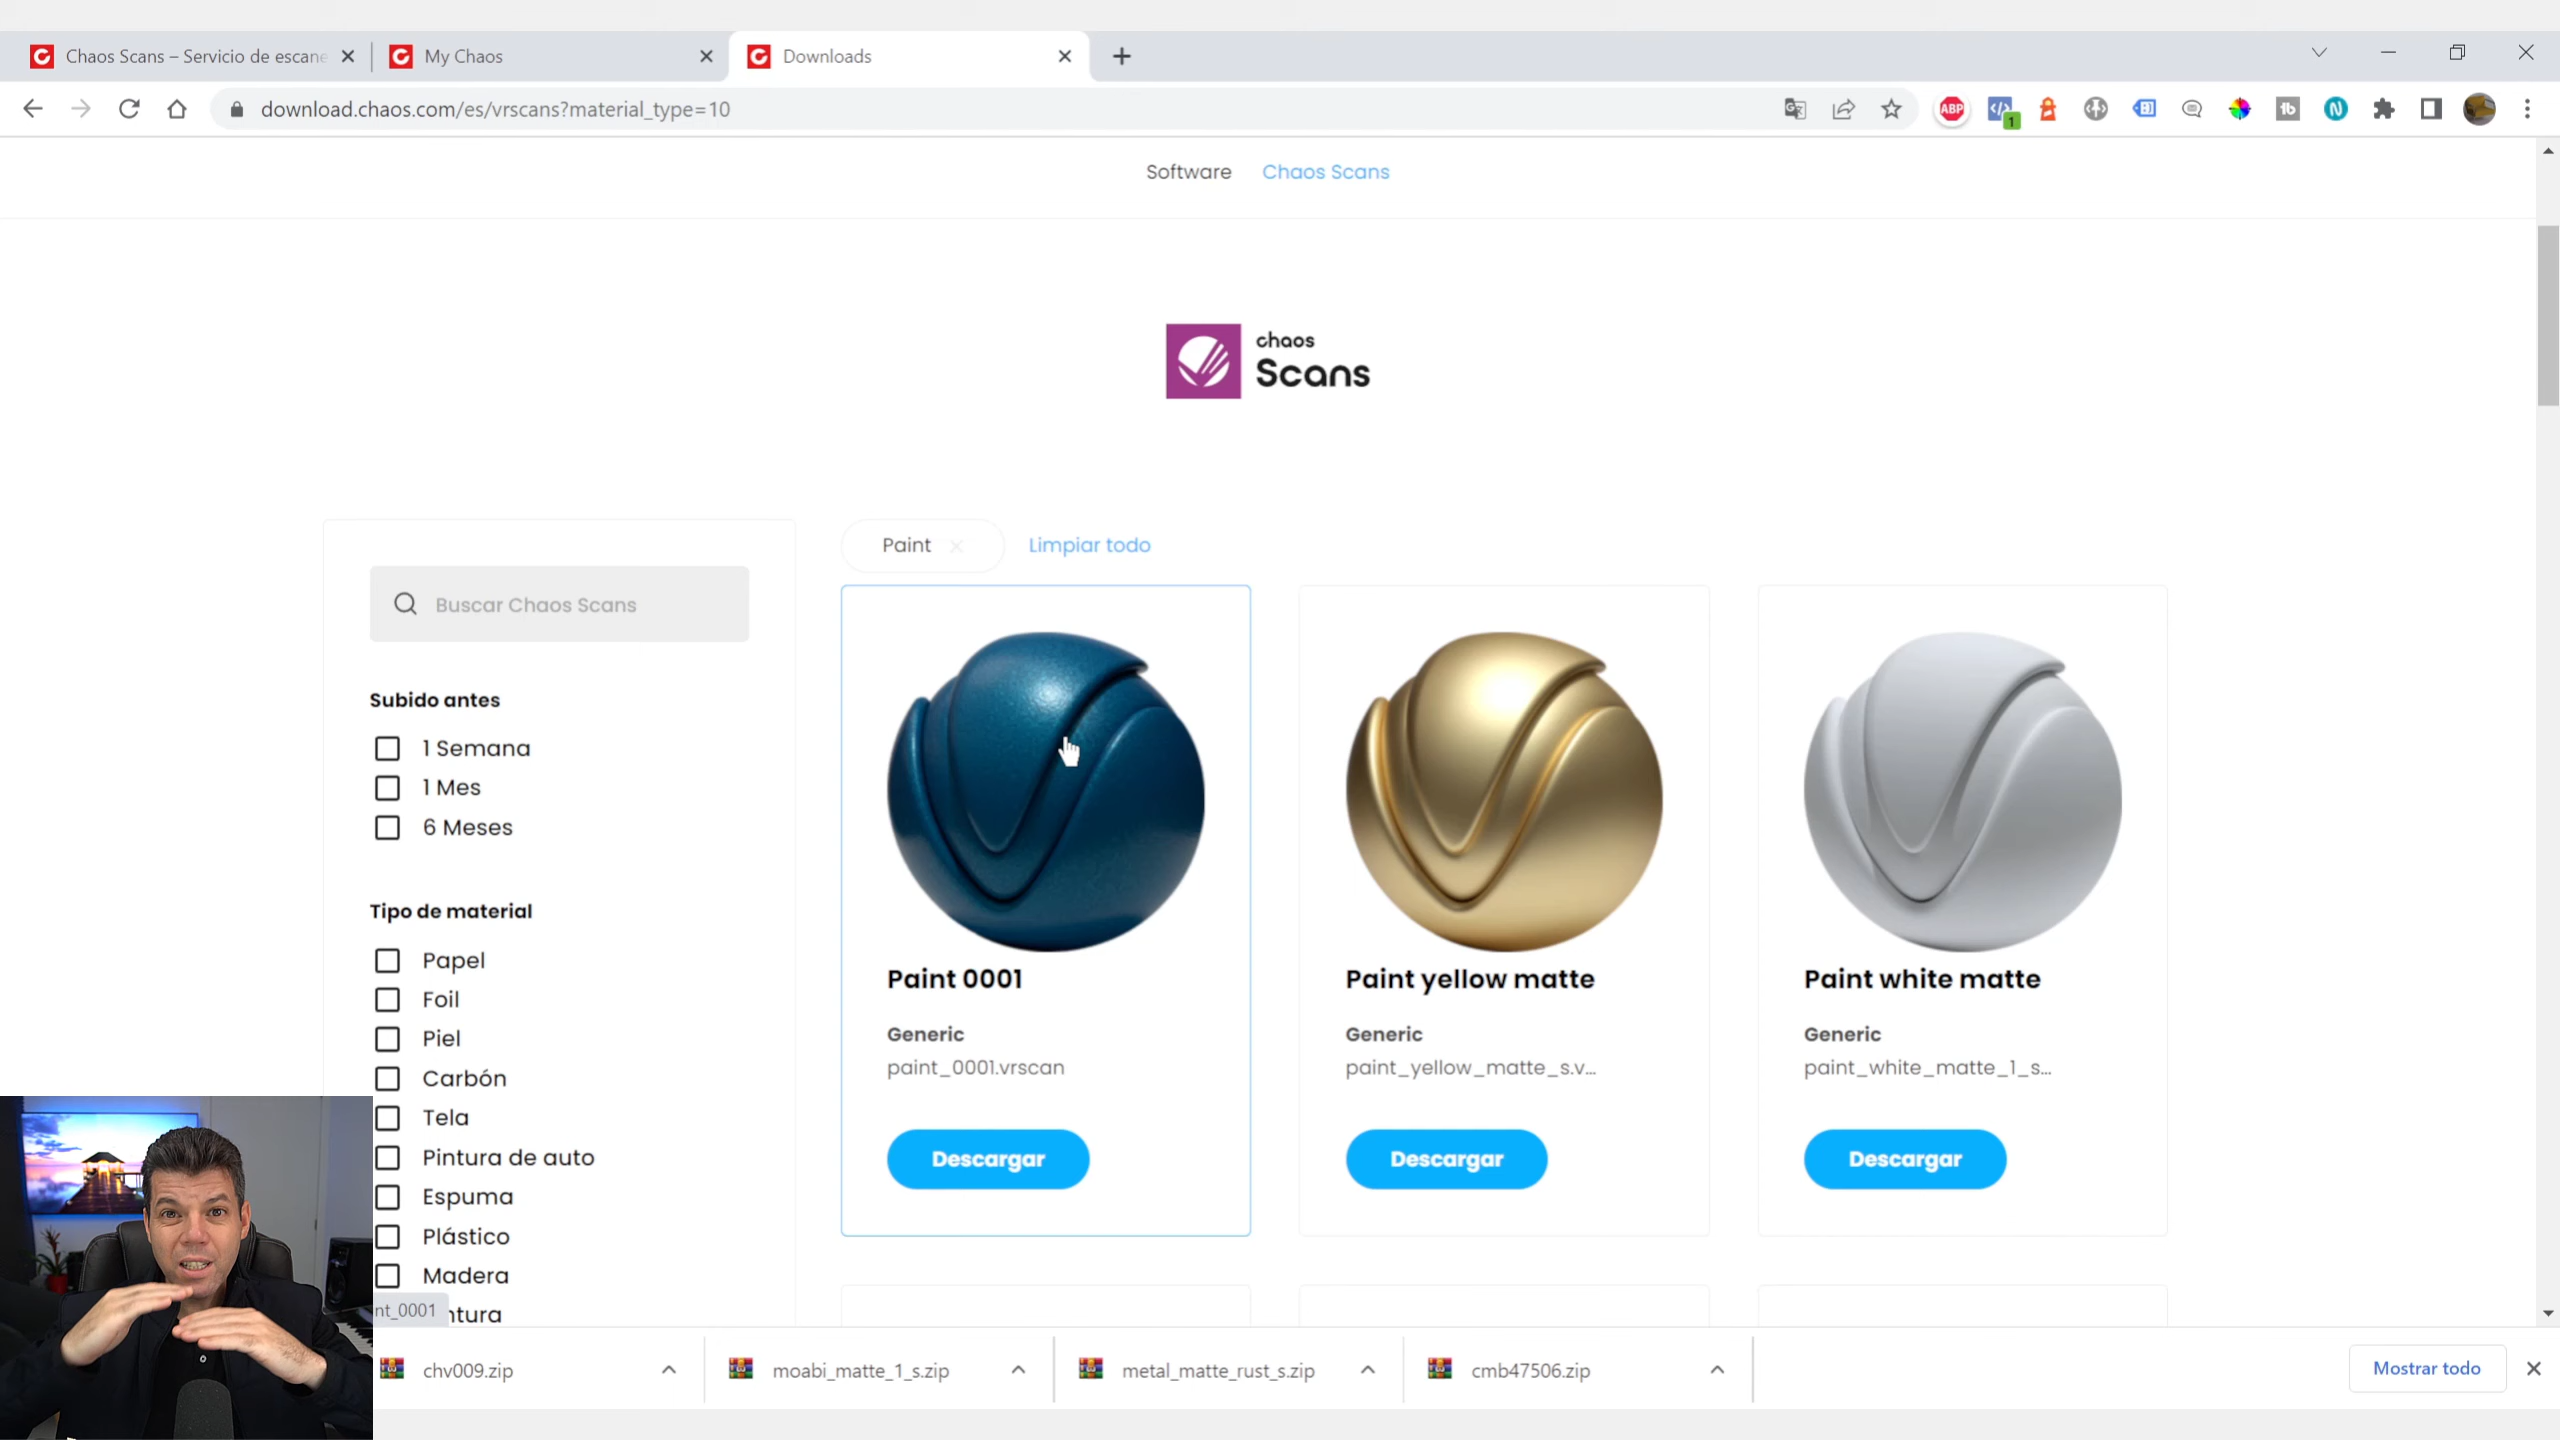 Chaos Scans – Servicio de escane
My Chaos
Downloads
download.chaos.com/es/vrscans?material_type=10
ABP
1
Software
Chaos Scans
chaos
Scans
Paint
Limpiar todo
Buscar Chaos Scans
Subido antes
1 Semana
1 Mes
6 Meses
Tipo de material
Papel
Foil
Piel
Carbón
Tela
Pintura de auto
Espuma
Plástico
Madera
ntura
nt_0001
Paint 0001
Generic
paint_0001.vrscan
Descargar
Paint yellow matte
Generic
paint_yellow_matte_s.v...
Descargar
Paint white matte
Generic
paint_white_matte_1_s...
Descargar
chv009.zip
moabi_matte_1_s.zip
metal_matte_rust_s.zip
cmb47506.zip
Mostrar todo